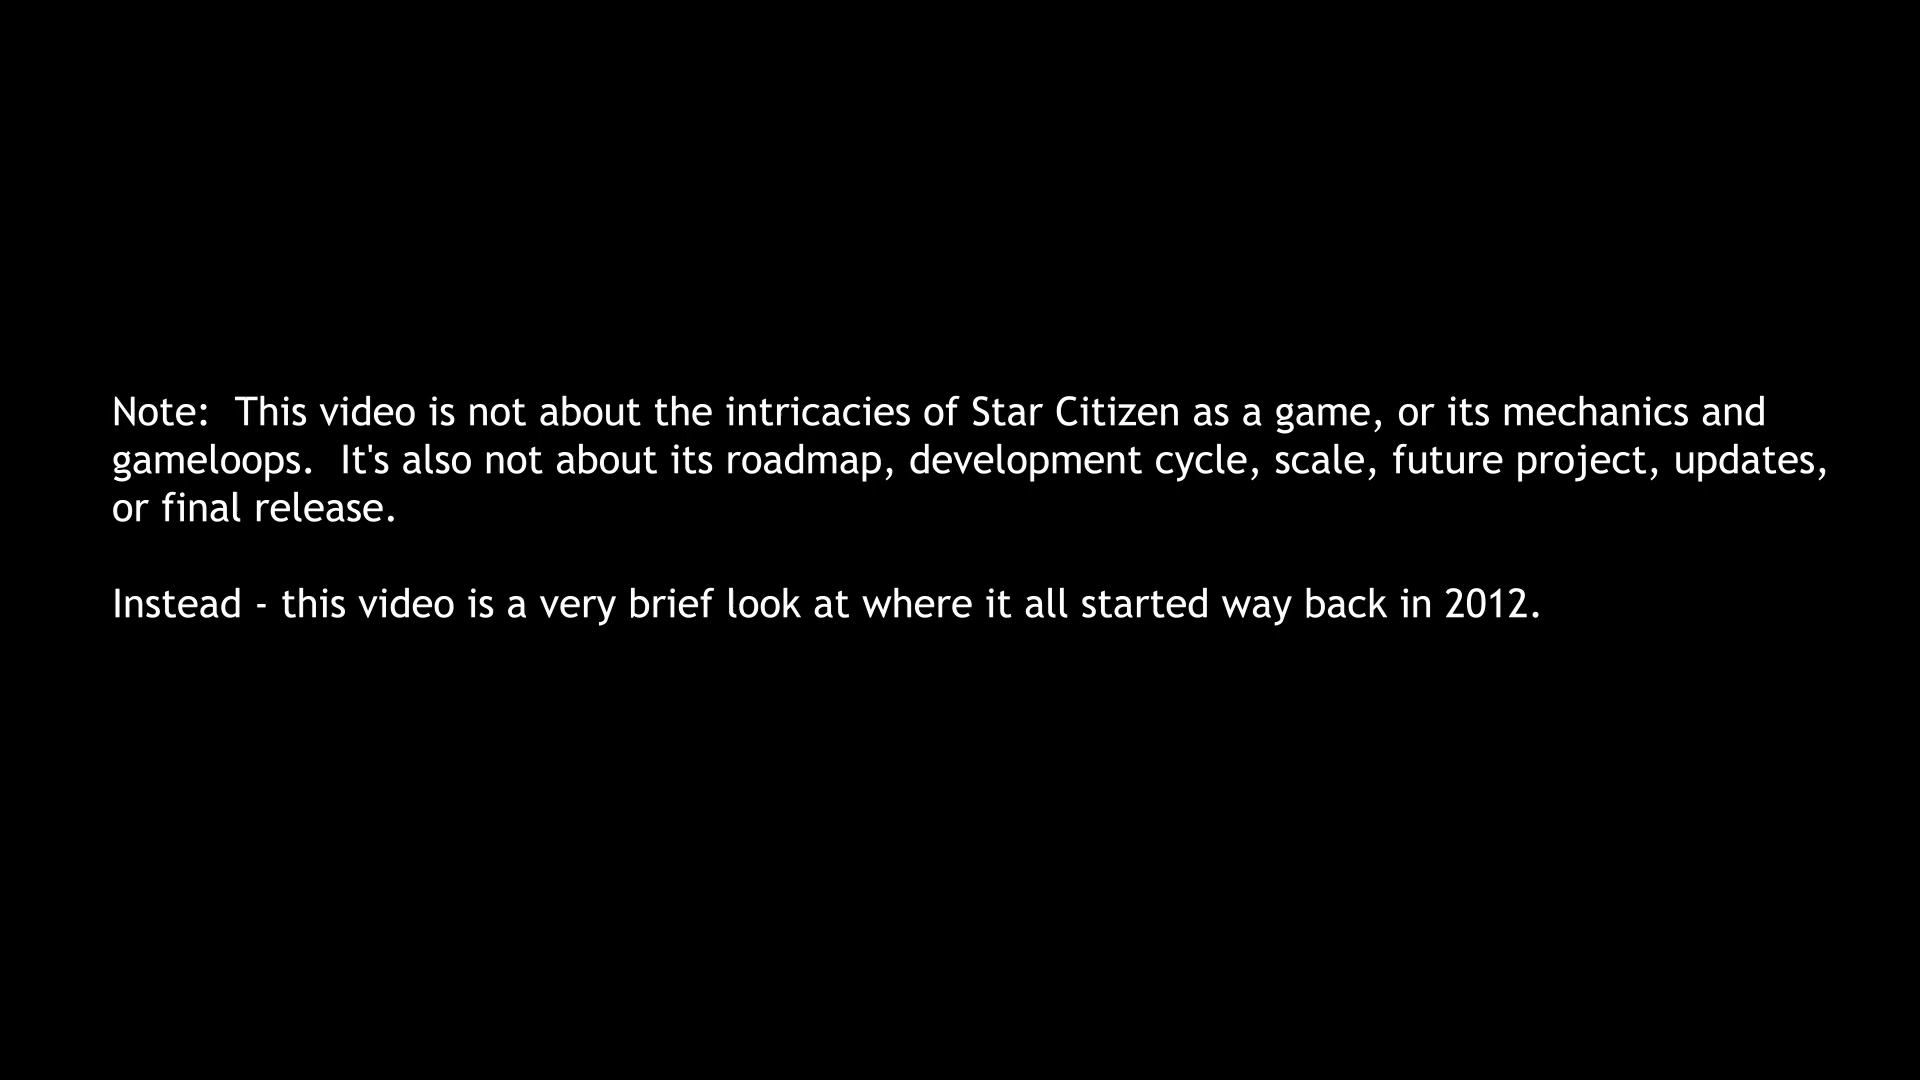 Note:  This video is not about the intricacies of Star Citizen as a game, or its mechanics and
gameloops.  It's also not about its roadmap, development cycle, scale, future project, updates,
or final release.
Instead - this video is a very brief look at where it all started way back in 2012.